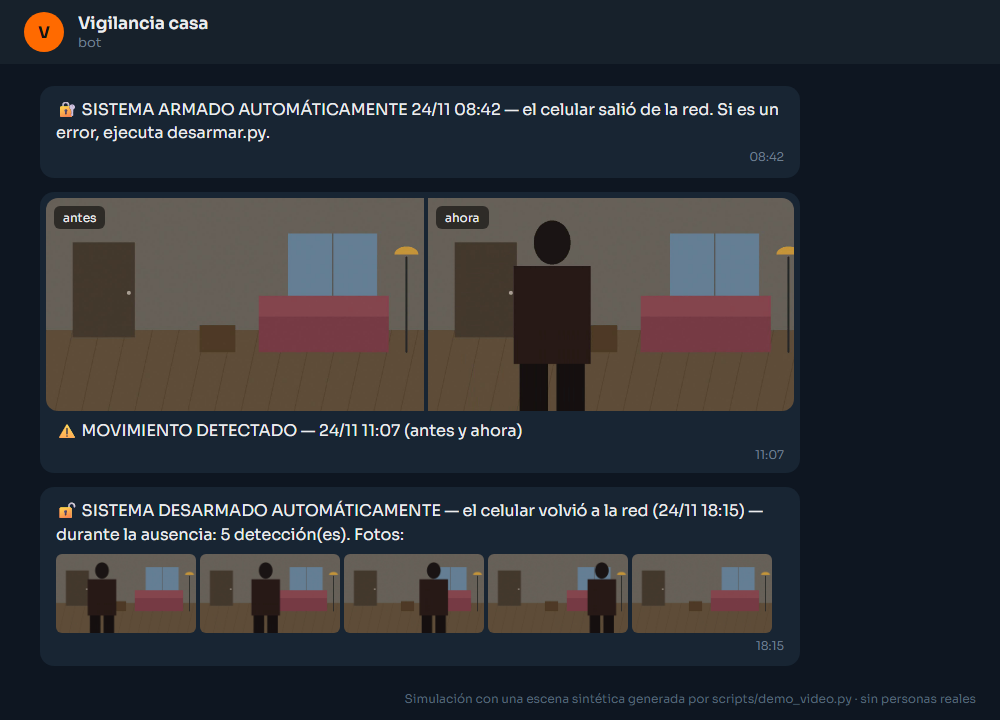 V
Vigilancia casa
bot
🔐 SISTEMA ARMADO AUTOMÁTICAMENTE 24/11 08:42 — el celular salió de la red. Si es un
error, ejecuta desarmar.py.
08:42
antes
ahora
⚠️ MOVIMIENTO DETECTADO — 24/11 11:07 (antes y ahora)
11:07
🔓 SISTEMA DESARMADO AUTOMÁTICAMENTE — el celular volvió a la red (24/11 18:15) —
durante la ausencia: 5 detección(es). Fotos:
18:15
Simulación con una escena sintética generada por scripts/demo_video.py · sin personas reales